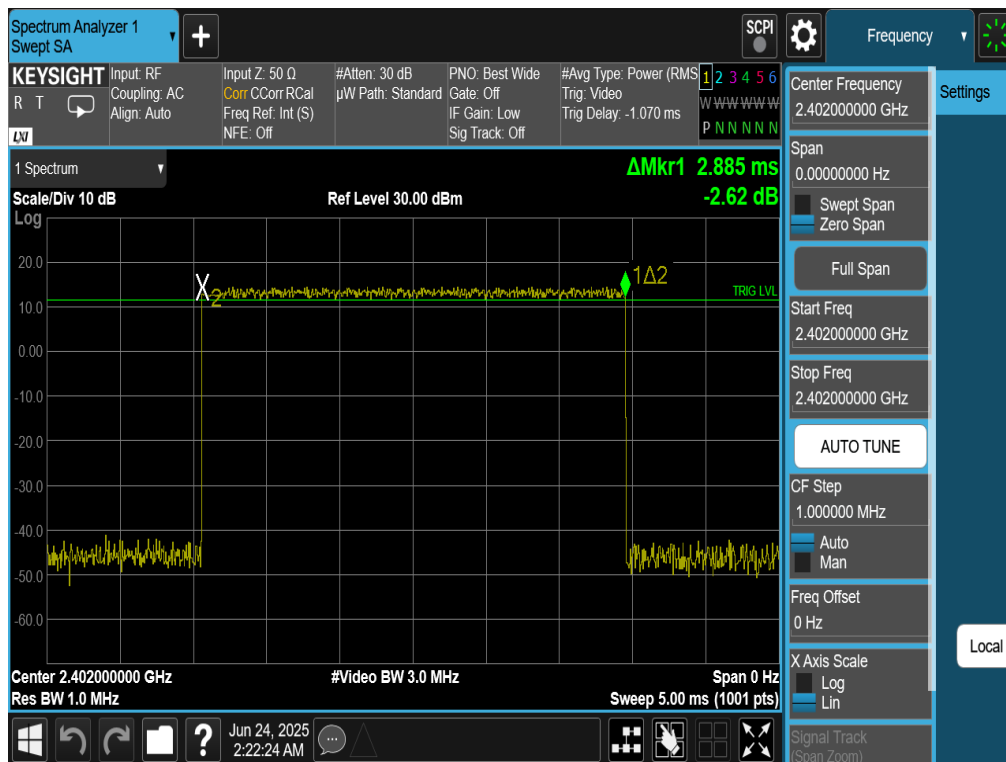 Spectrum Analyzer 1
Swept SA
+
SCPI
Frequency
KEYSIGHT
R T
LXI
Input: RF
Coupling: AC
Align: Auto
Input Z: 50 Ω
Corr CCorr RCal
Freq Ref: Int (S)
NFE: Off
#Atten: 30 dB
µW Path: Standard
PNO: Best Wide
Gate: Off
IF Gain: Low
Sig Track: Off
#Avg Type: Power (RMS
Trig: Video
Trig Delay: -1.070 ms
1 2 3 4 5 6
W W W W W W
P N N N N N
1 Spectrum
ΔMkr1 2.885 ms
-2.62 dB
Scale/Div 10 dB
Ref Level 30.00 dBm
Log
20.0
10.0
0.00
-10.0
-20.0
-30.0
-40.0
-50.0
-60.0
X
2
1Δ2
TRIG LVL
Center 2.402000000 GHz
#Video BW 3.0 MHz
Span 0 Hz
Res BW 1.0 MHz
Sweep 5.00 ms (1001 pts)
Center Frequency
2.402000000 GHz
Span
0.00000000 Hz
Swept Span
Zero Span
Full Span
Start Freq
2.402000000 GHz
Stop Freq
2.402000000 GHz
AUTO TUNE
CF Step
1.000000 MHz
Auto
Man
Freq Offset
0 Hz
X Axis Scale
Log
Lin
Signal Track
(Span Zoom)
Settings
Local
?
Jun 24, 2025
2:22:24 AM